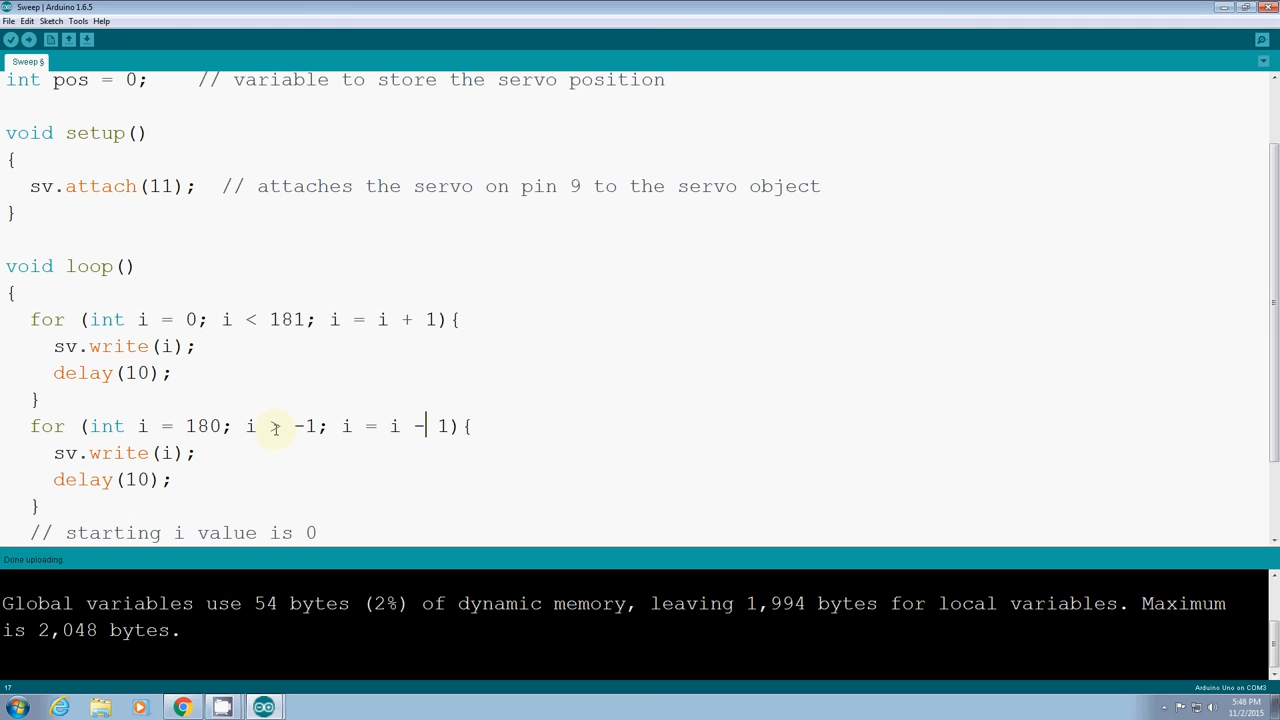 Sweep | Arduino 1.6.5
File Edit Sketch Tools Help
Sweep §
int pos = 0;    // variable to store the servo position
void setup()
{
  sv.attach(11);  // attaches the servo on pin 9 to the servo object
}
void loop()
{
  for (int i = 0; i < 181; i = i + 1){
    sv.write(i);
    delay(10);
  }
  for (int i = 180; i > -1; i = i - 1){
    sv.write(i);
    delay(10);
  }
  // starting i value is 0
Done uploading.
Global variables use 54 bytes (2%) of dynamic memory, leaving 1,994 bytes for local variables. Maximum
is 2,048 bytes.
17
Arduino Uno on COM3
5:48 PM
11/2/2015